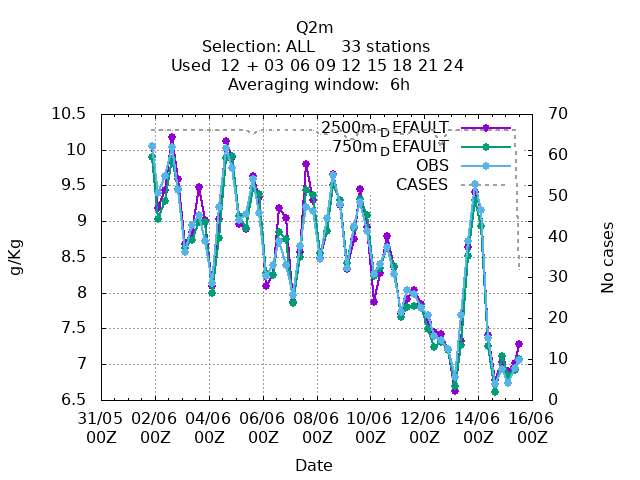 Q2m
Selection: ALL     33 stations
Used  12 + 03 06 09 12 15 18 21 24
Averaging window:  6h
2500m_DEFAULT
750m_DEFAULT
OBS
CASES
10.5
10
9.5
9
8.5
8
7.5
7
6.5
g/Kg
70
60
50
40
30
20
10
0
No cases
31/05 02/06 04/06 06/06 08/06 10/06 12/06 14/06 16/06
00Z 00Z 00Z 00Z 00Z 00Z 00Z 00Z 00Z
Date